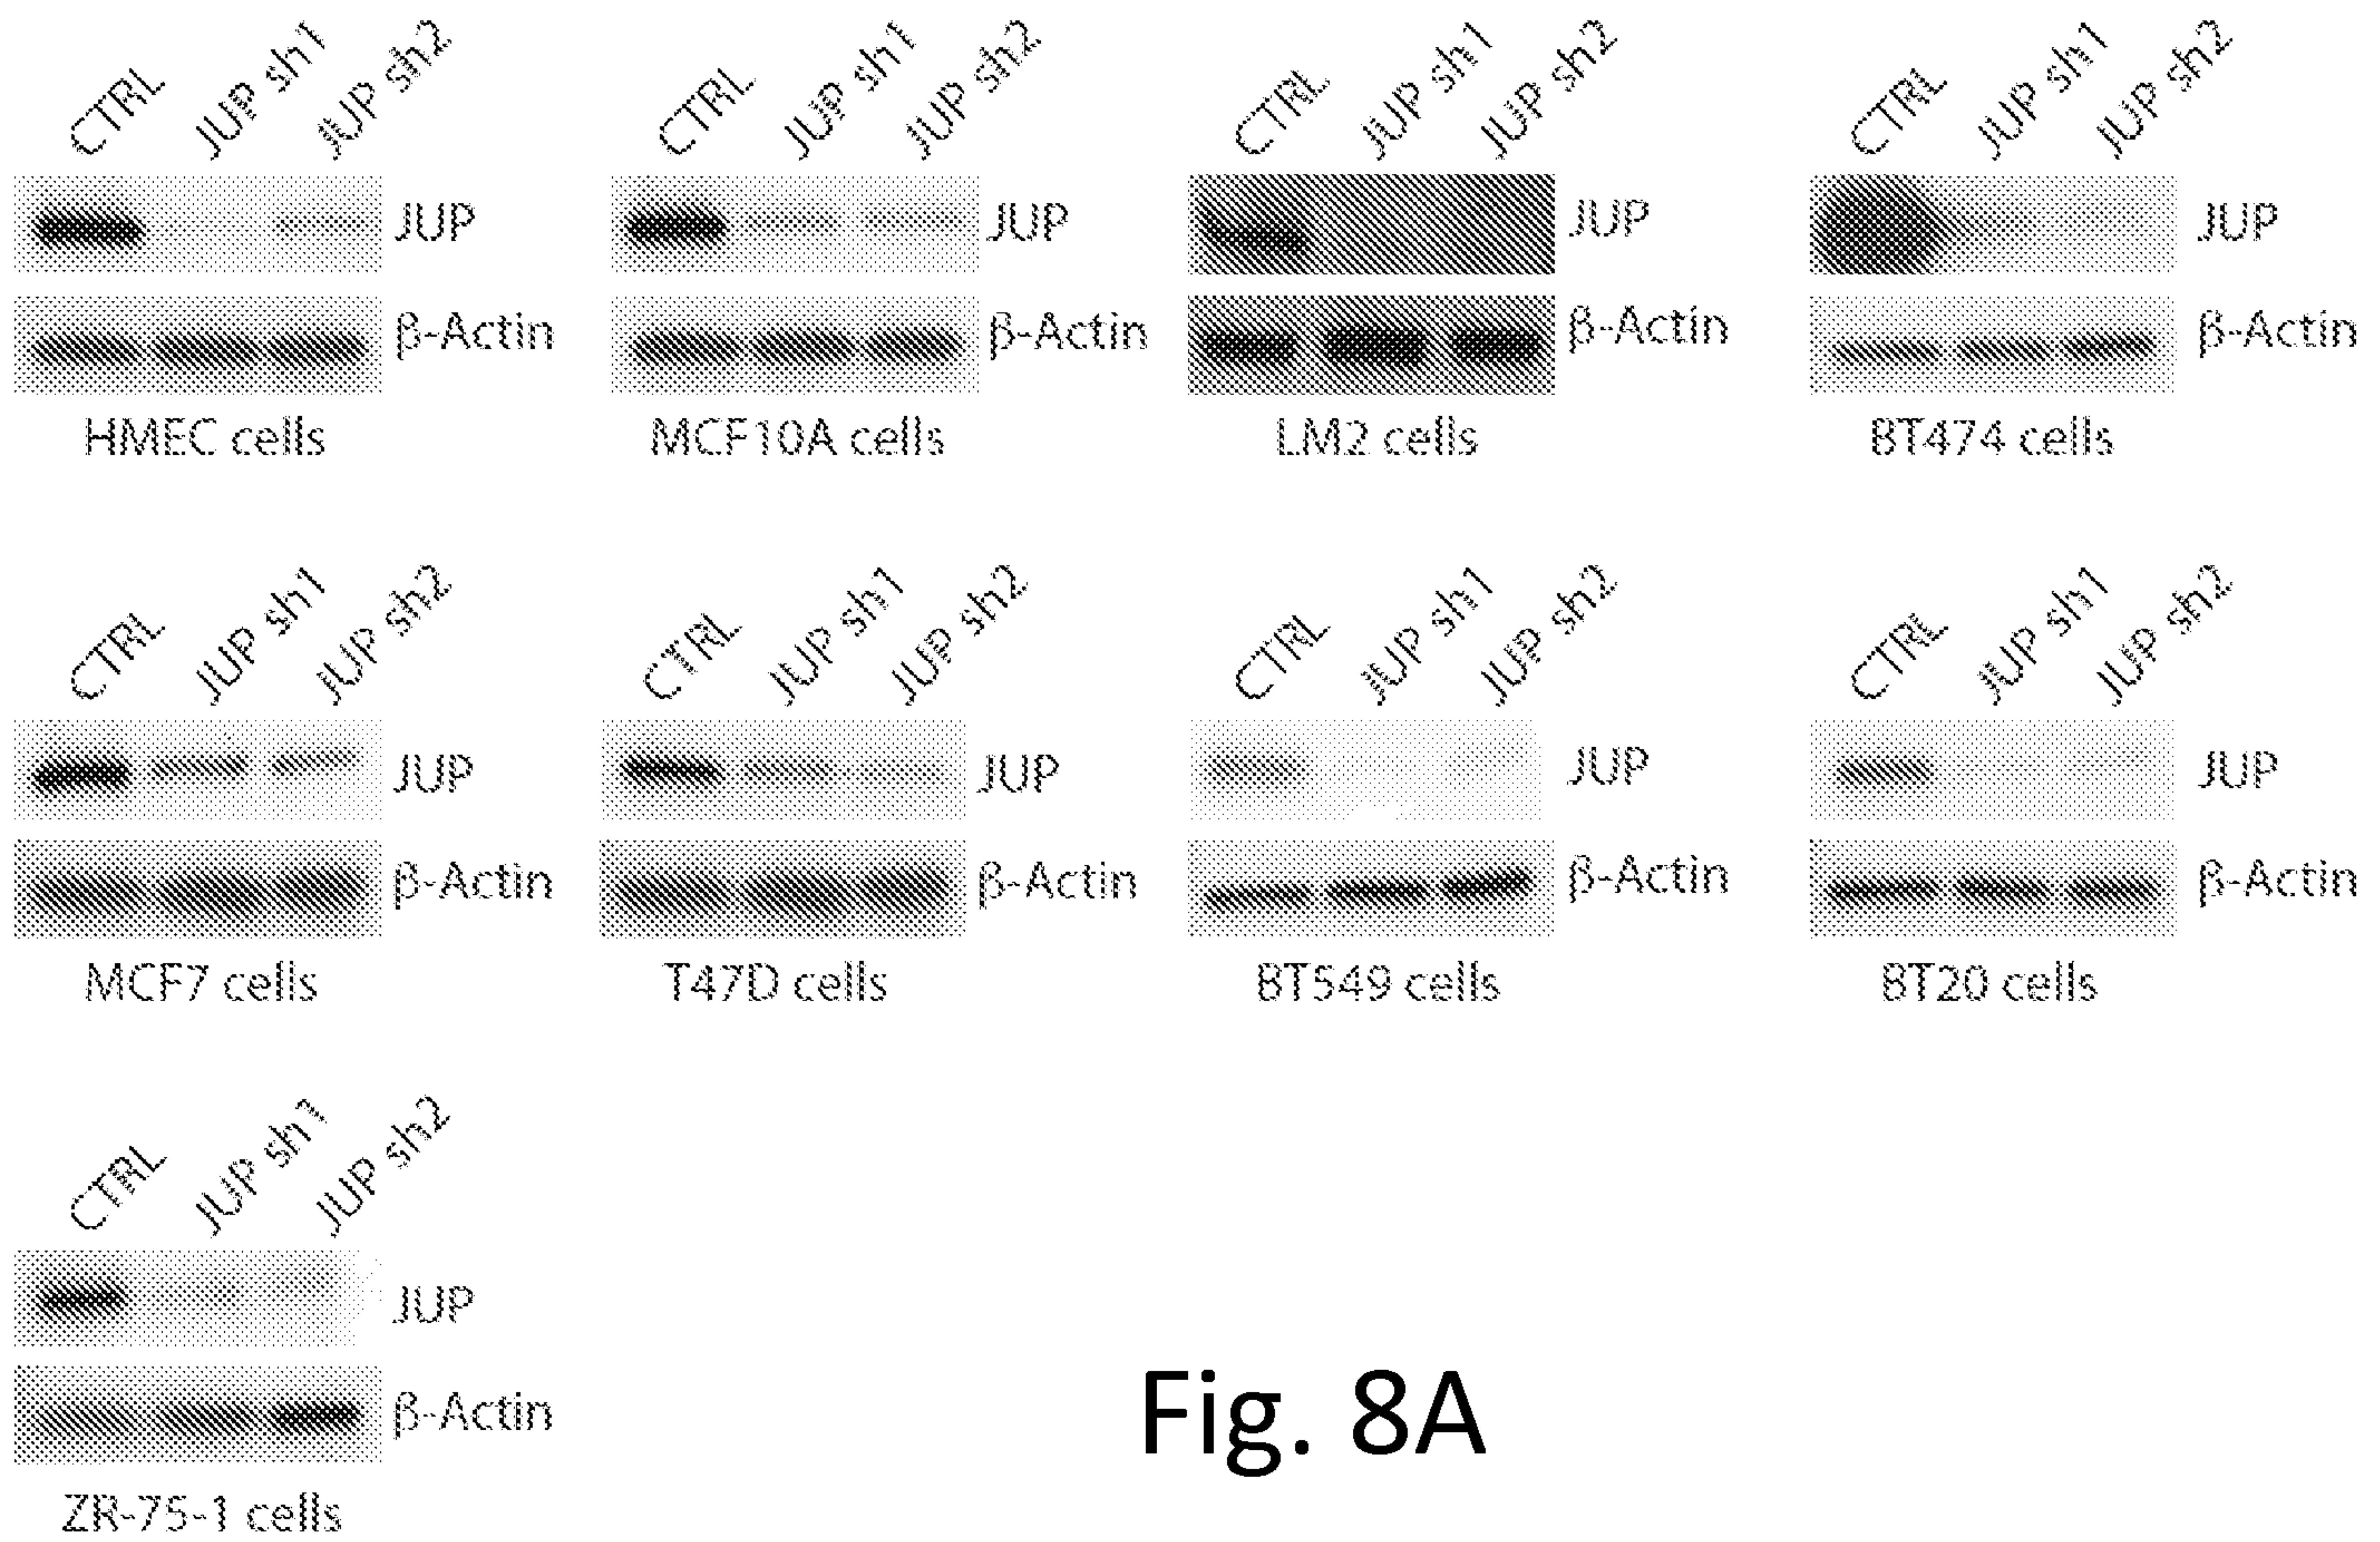 CTRL JUP sh1 JUP sh2
JUP
β-Actin
HMEC cells
CTRL JUP sh1 JUP sh2
JUP
β-Actin
MCF10A cells
CTRL JUP sh1 JUP sh2
JUP
β-Actin
LM2 cells
CTRL JUP sh1 JUP sh2
JUP
β-Actin
BT474 cells
CTRL JUP sh1 JUP sh2
JUP
β-Actin
MCF7 cells
CTRL JUP sh1 JUP sh2
JUP
β-Actin
T47D cells
CTRL JUP sh1 JUP sh2
JUP
β-Actin
BT549 cells
CTRL JUP sh1 JUP sh2
JUP
β-Actin
BT20 cells
CTRL JUP sh1 JUP sh2
JUP
β-Actin
ZR-75-1 cells
Fig. 8A